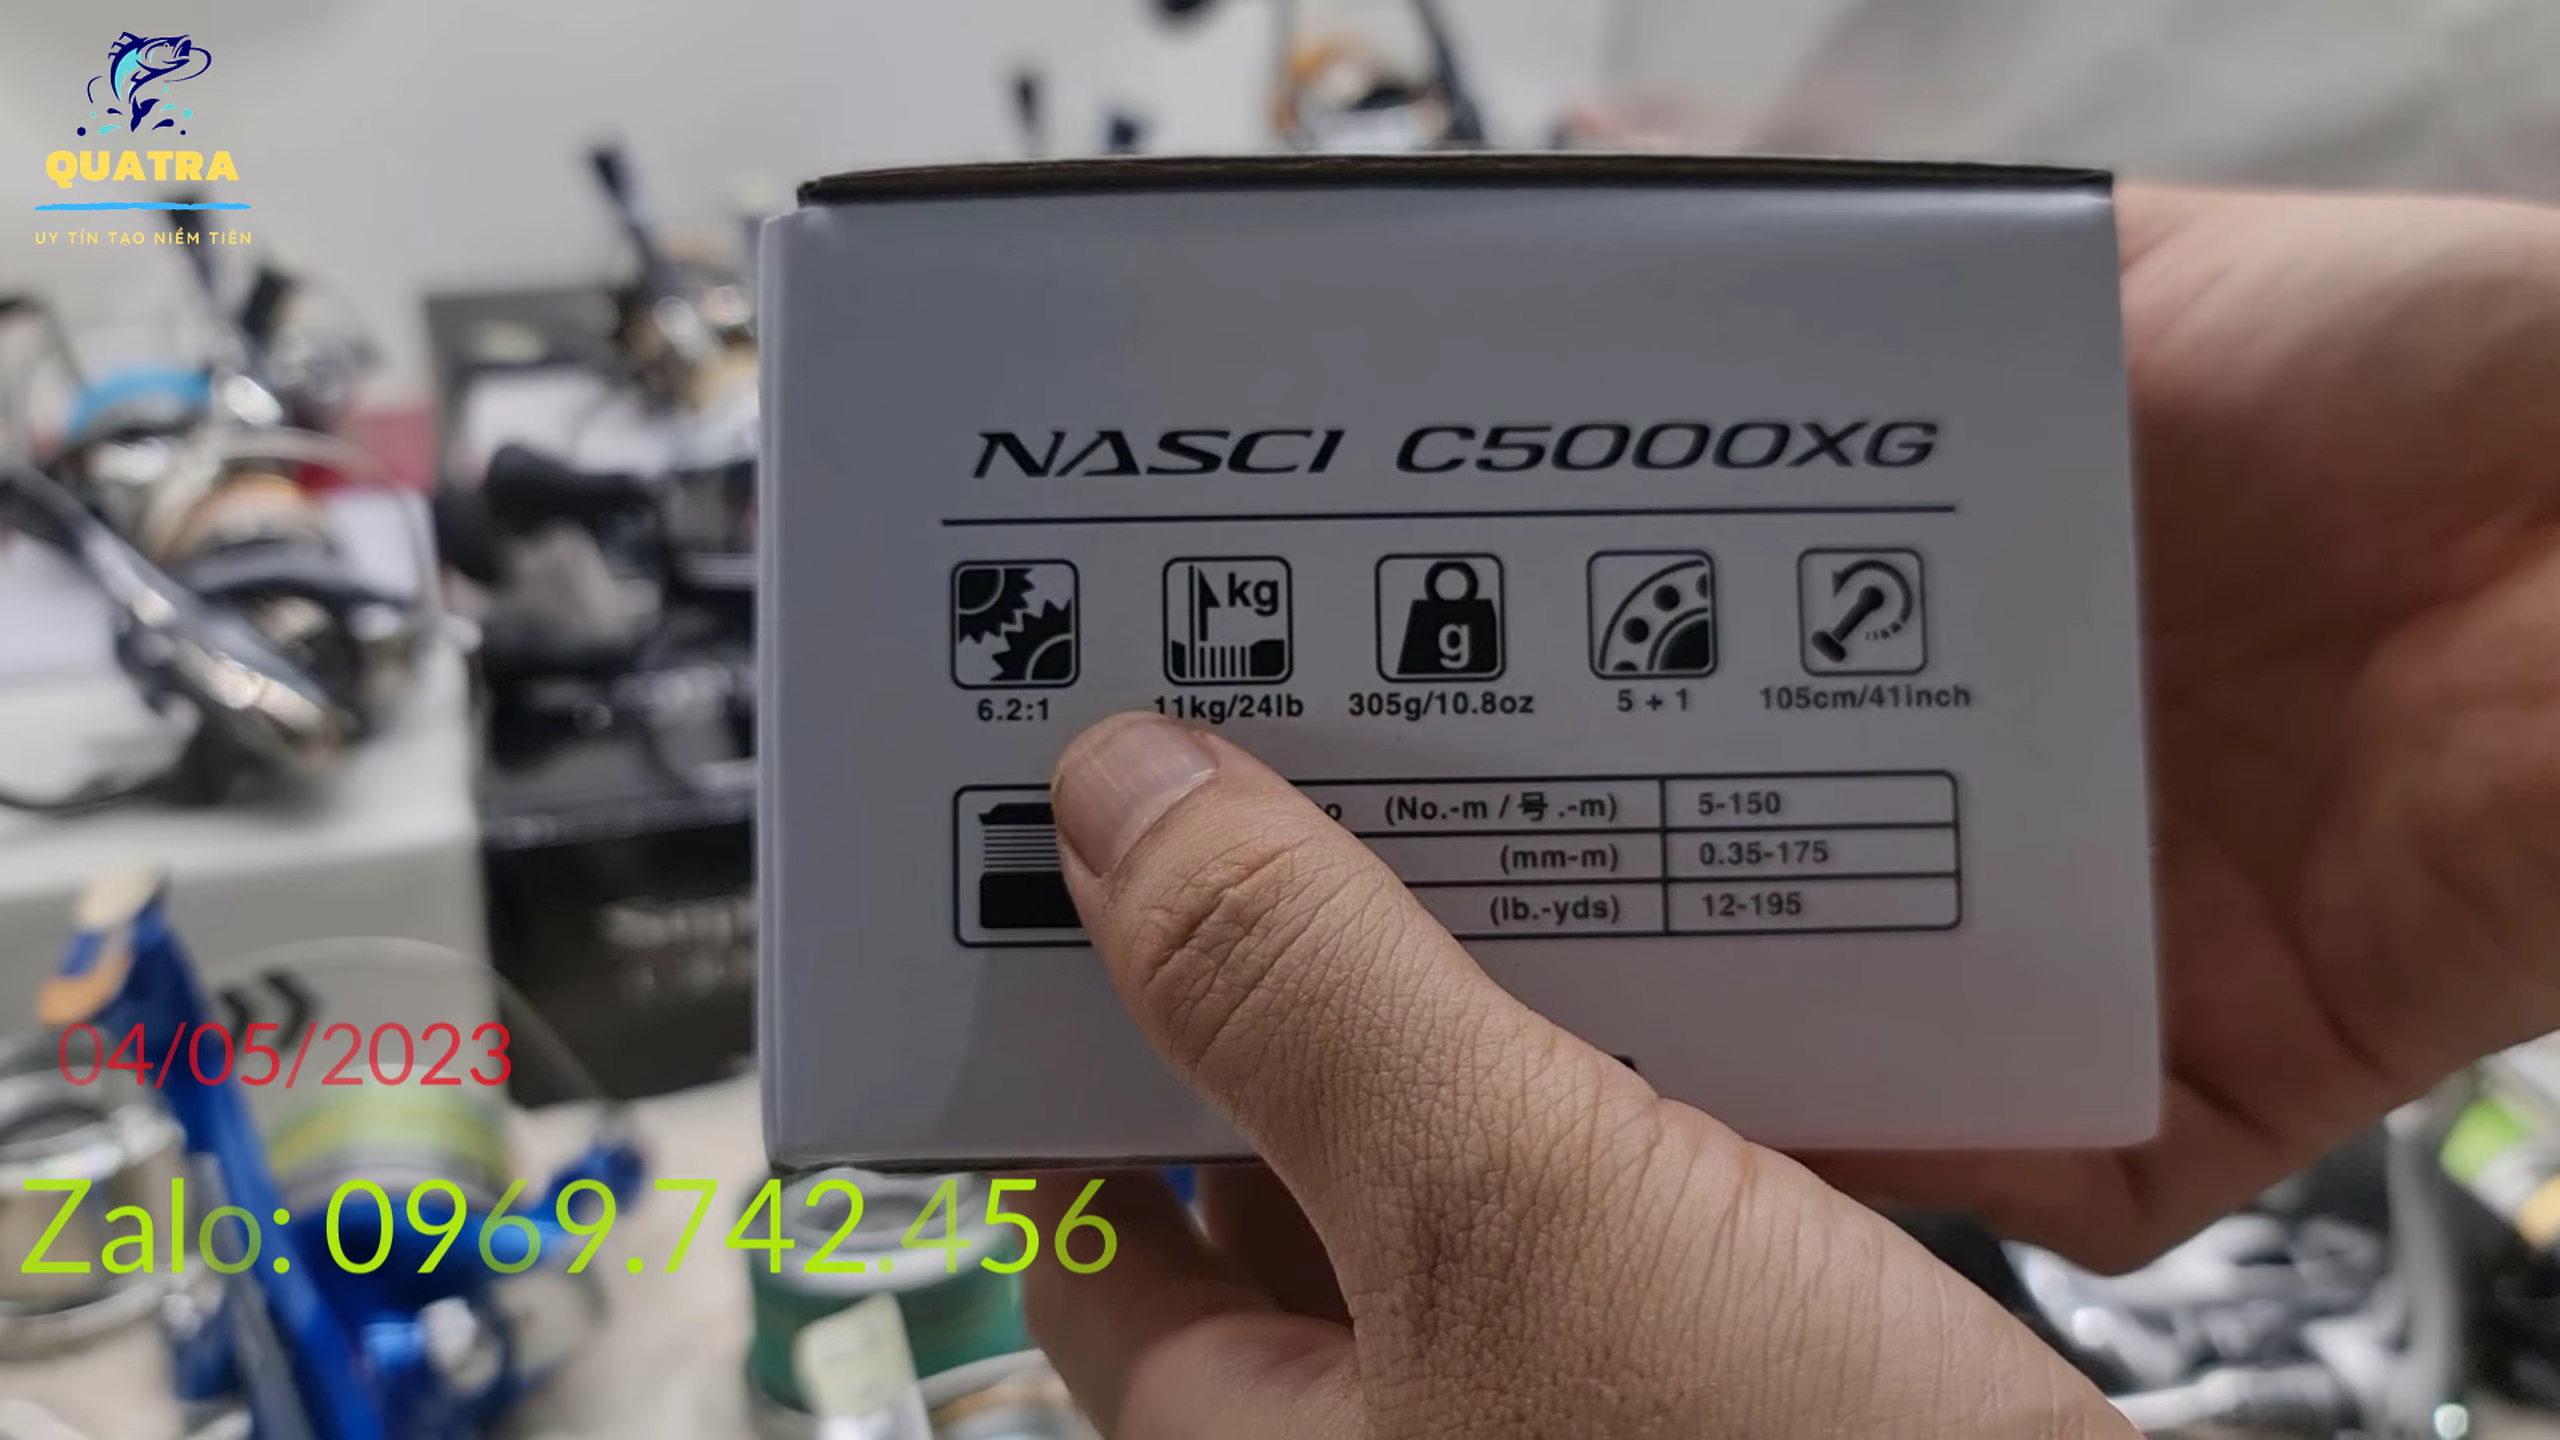 QUATRA
UY TÍN TẠO NIỀM TIÊN
NASCI C5000XG
kg
g
6.2:1
11kg/24lb
305g/10.8oz
5 + 1
105cm/41inch
(No.-m / 号.-m) 5-150
(mm-m) 0.35-175
(lb.-yds) 12-195
04/05/2023
Zalo: 0969.742.456